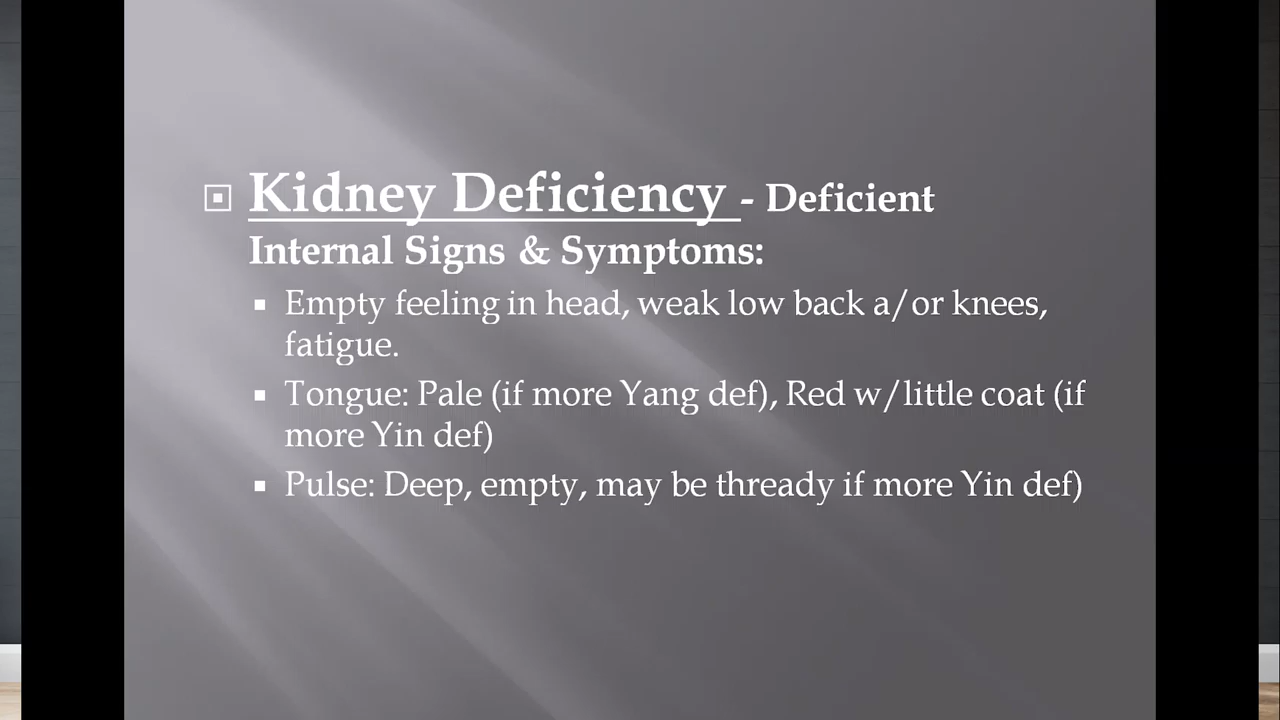 Kidney Deficiency - Deficient
Internal Signs & Symptoms:
Empty feeling in head, weak low back a/or knees,
fatigue.
Tongue: Pale (if more Yang def), Red w/little coat (if
more Yin def)
Pulse: Deep, empty, may be thready if more Yin def)